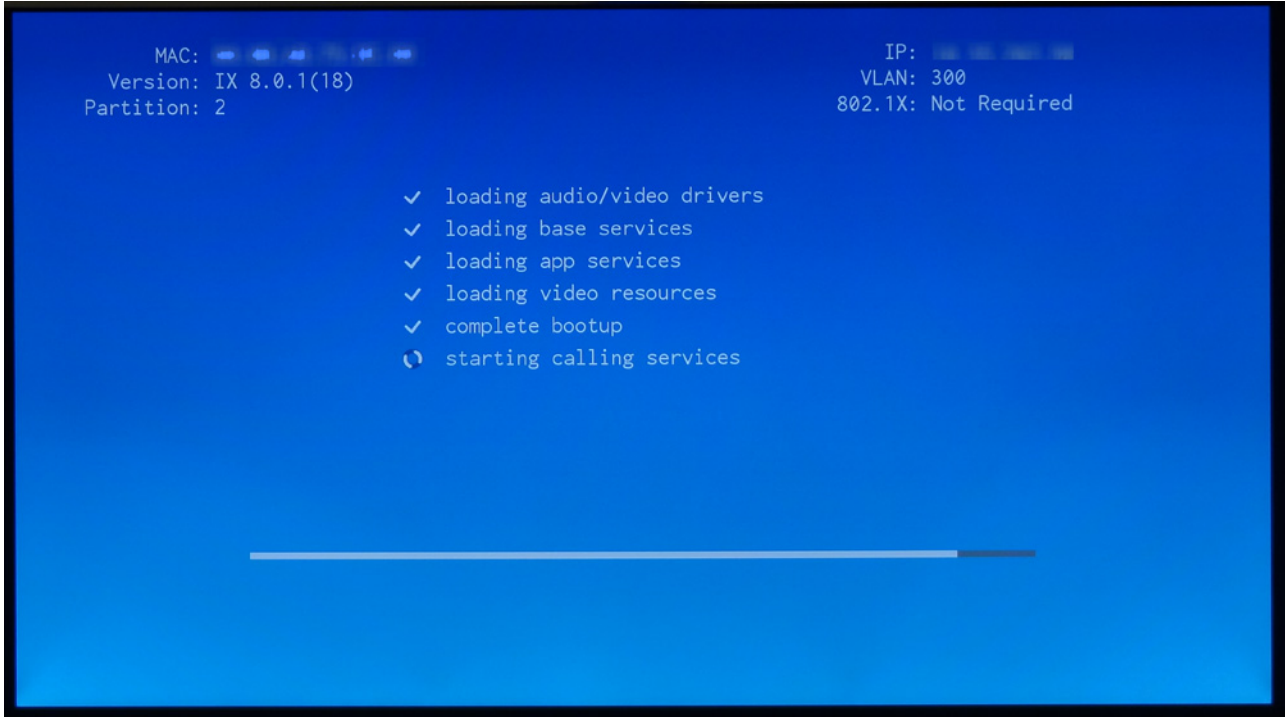 MAC:
Version: IX 8.0.1(18)
Partition: 2
IP:
VLAN: 300
802.1X: Not Required
loading audio/video drivers
loading base services
loading app services
loading video resources
complete bootup
starting calling services